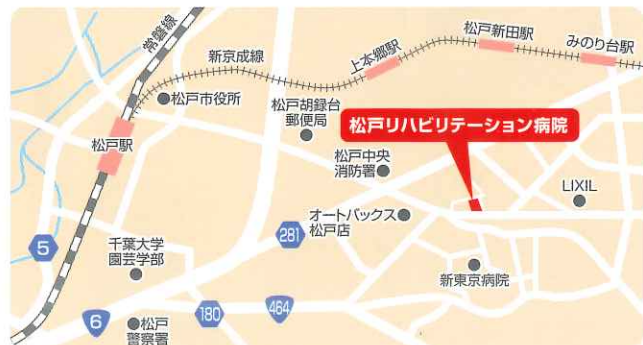 常磐線
新京成線
上本郷駅
松戸新田駅
みのり台駅
松戸市役所
松戸胡録台
郵便局
松戸リハビリテーション病院
松戸駅
松戸中央
消防署
LIXIL
オートバックス
松戸店
5
千葉大学
園芸学部
281
新東京病院
6
松戸
警察署
180
464